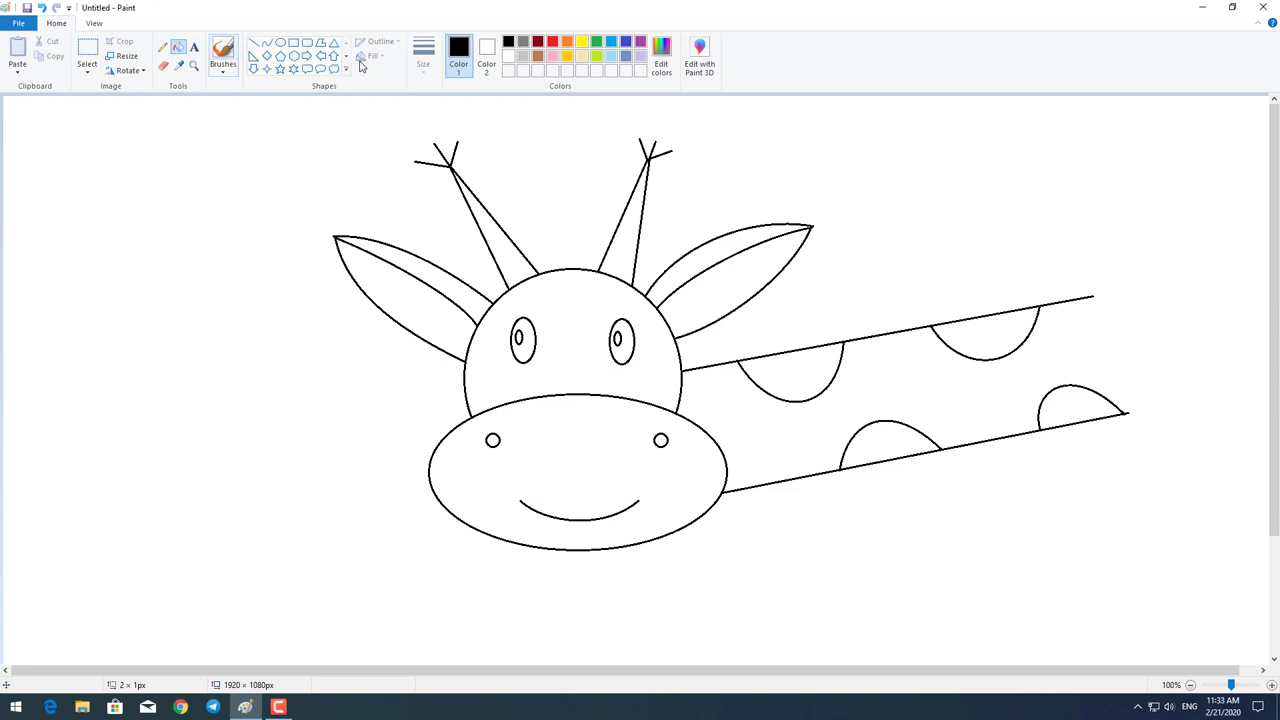 Untitled - Paint
File Home View
Paste
Cut
Copy
Clipboard
Select
Crop
Resize
Rotate
Image
A
Tools
Brushes
Outline
Fill
Shapes
Size
Color 1
Color 2
Edit colors
Colors
Edit with Paint 3D
2 × 1px
1920 × 1080px
100%
ENG
11:33 AM
2/21/2020